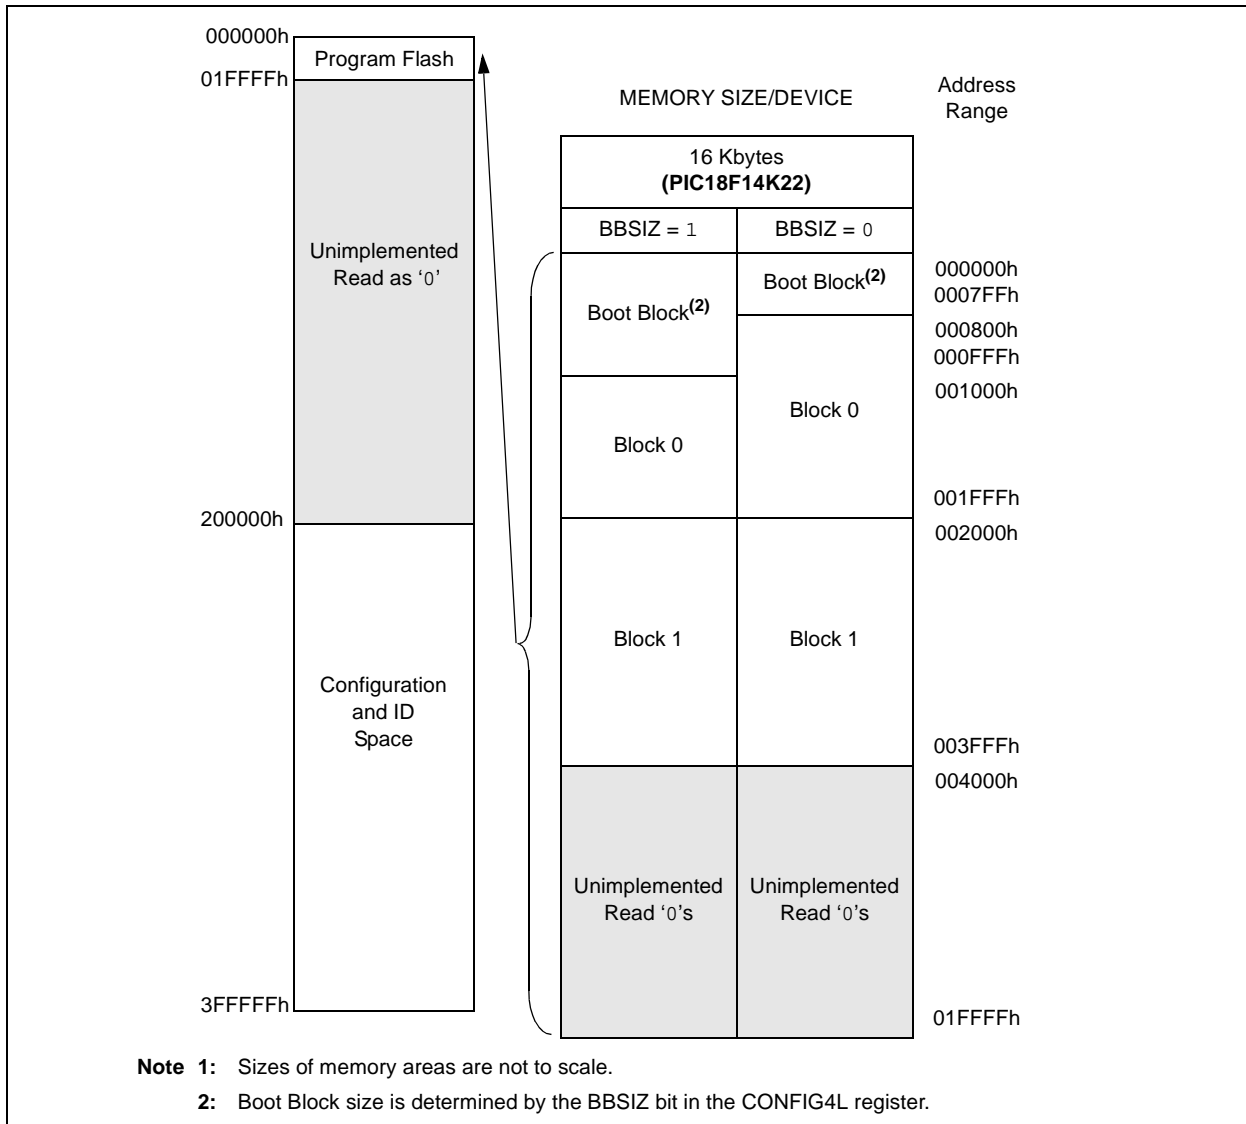 000000h
Program Flash
01FFFFh
Unimplemented
Read as ‘0’
200000h
Configuration
and ID
Space
3FFFFFh
MEMORY SIZE/DEVICE
Address
Range
16 Kbytes
(PIC18F14K22)
BBSIZ = 1
BBSIZ = 0
Boot Block(2)
Block 0
Block 1
Unimplemented
Read ‘0’s
Boot Block(2)
Block 0
Block 1
Unimplemented
Read ‘0’s
000000h
0007FFh
000800h
000FFFh
001000h
001FFFh
002000h
003FFFh
004000h
01FFFFh
Note 1: Sizes of memory areas are not to scale.
2: Boot Block size is determined by the BBSIZ bit in the CONFIG4L register.